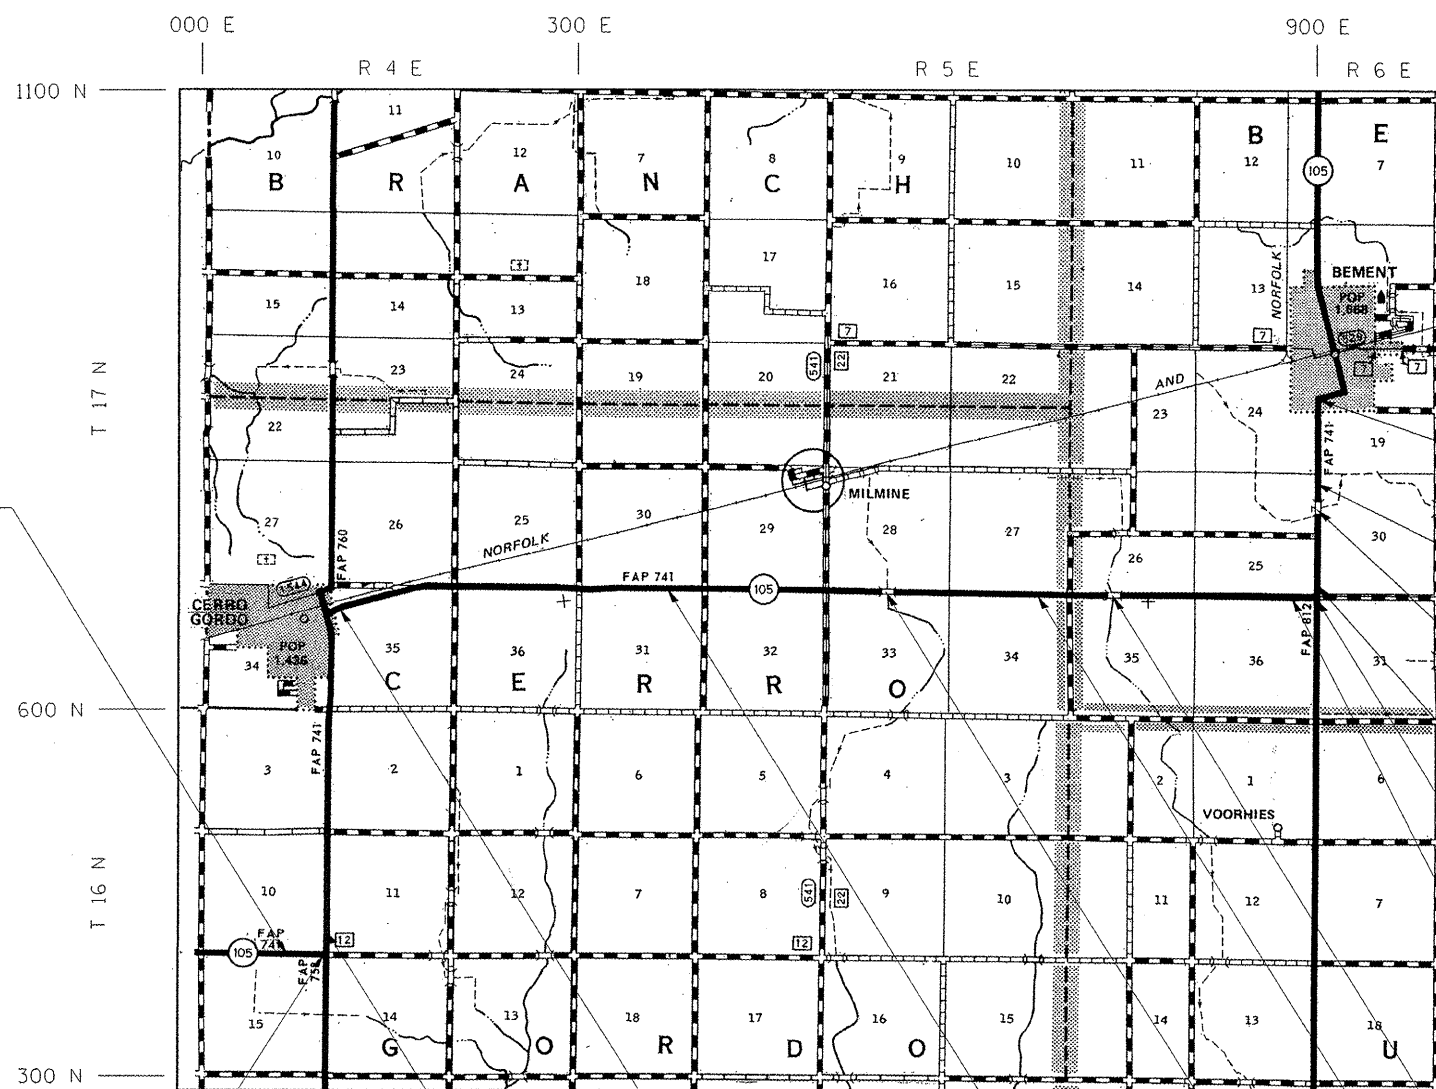 000 E 300 E 900 E
R 4 E R 5 E R 6 E
1100 N
11
10 12 7 8 9 10 11 12 7
B R A N C H B E
105
17
18 16 15 14 13
NORFOLK
BEMENT
POP
1,668
15 14 13
7 7 7 7
541 22
T 17 N
23 24 19 20 21 22
AND
23 24
22
19
FAP 741
MILMINE
27 26 25 30 29 28 27
NORFOLK
FAP 760
30
26 25
FAP 741
105
1544
CERRO
GORDO
POP
1,436
FAP 812
34 35 36 31 32 33 34 35 36 31
C E R R O
600 N
FAP 741
3 2 1 6 5 4 3 2 1 6
VOORHIES
T 16 N
10 11 12 7 8 9 10 11 12 7
541 22
FAP
741
105
12 12
FAP
758
15 14 13 18 17 16 15 14 13 18
G O R D O U
300 N